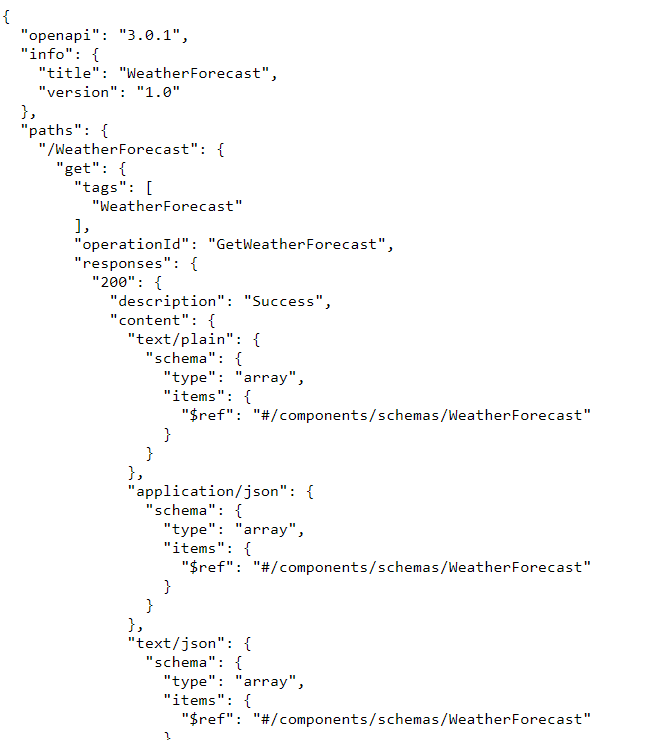 {
  "openapi": "3.0.1",
  "info": {
    "title": "WeatherForecast",
    "version": "1.0"
  },
  "paths": {
    "/WeatherForecast": {
      "get": {
        "tags": [
          "WeatherForecast"
        ],
        "operationId": "GetWeatherForecast",
        "responses": {
          "200": {
            "description": "Success",
            "content": {
              "text/plain": {
                "schema": {
                  "type": "array",
                  "items": {
                    "$ref": "#/components/schemas/WeatherForecast"
                  }
                }
              },
              "application/json": {
                "schema": {
                  "type": "array",
                  "items": {
                    "$ref": "#/components/schemas/WeatherForecast"
                  }
                }
              },
              "text/json": {
                "schema": {
                  "type": "array",
                  "items": {
                    "$ref": "#/components/schemas/WeatherForecast"
                  }